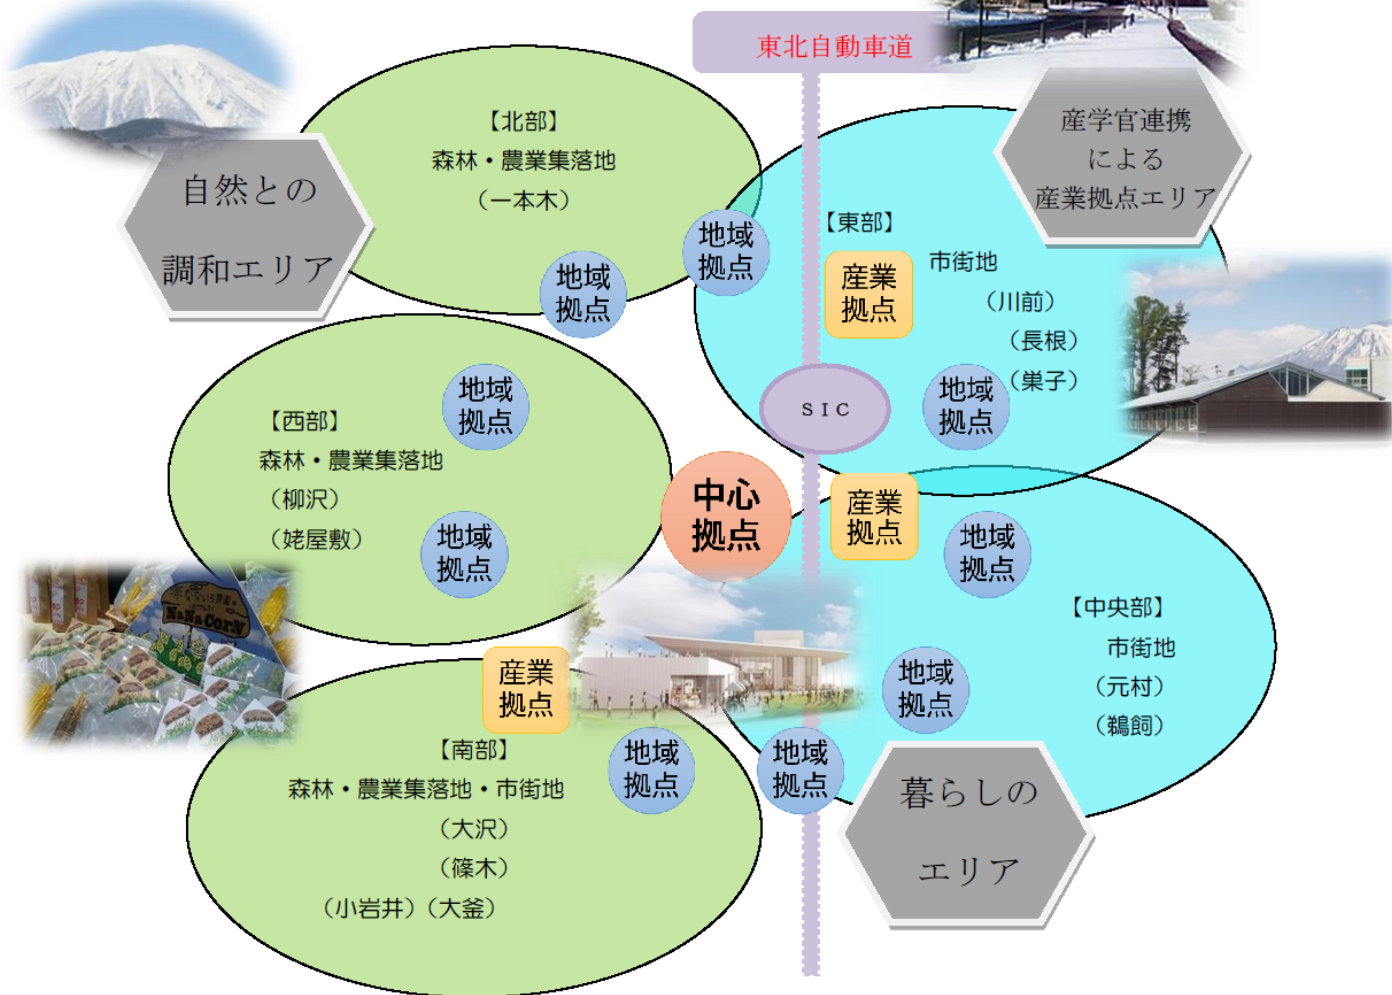 東北自動車道
産学官連携
による
産業拠点エリア
自然との
調和エリア
【北部】
森林・農業集落地
（一本木）
地域
拠点
地域
拠点
【東部】
市街地
（川前）
（長根）
（巣子）
産業
拠点
地域
拠点
ＳＩＣ
【西部】
森林・農業集落地
（柳沢）
（姥屋敷）
地域
拠点
地域
拠点
中心
拠点
産業
拠点
地域
拠点
【中央部】
市街地
（元村）
（鵜飼）
地域
拠点
地域
拠点
暮らしの
エリア
NaNaCorN
産業
拠点
地域
拠点
【南部】
森林・農業集落地・市街地
（大沢）
（篠木）
（小岩井）（大釜）